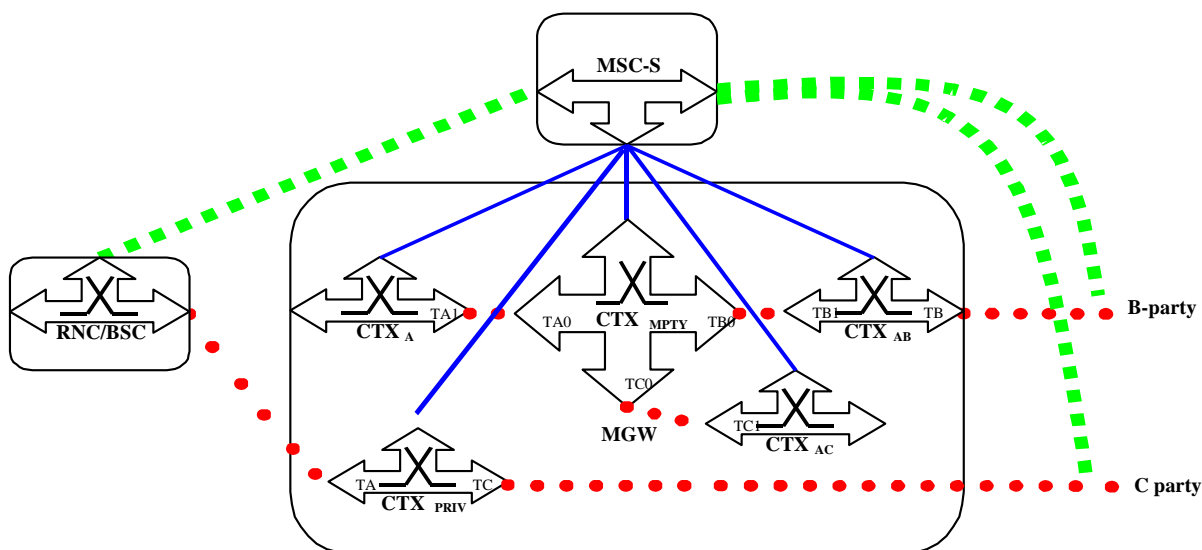 MSC-S
RNC/BSC
CTX A
TA1
TA0
CTX MPTY
TB0
TB1
CTX AB
TB
B-party
TC0
MGW
TC1
CTX AC
TA
CTX PRIV
TC
C party